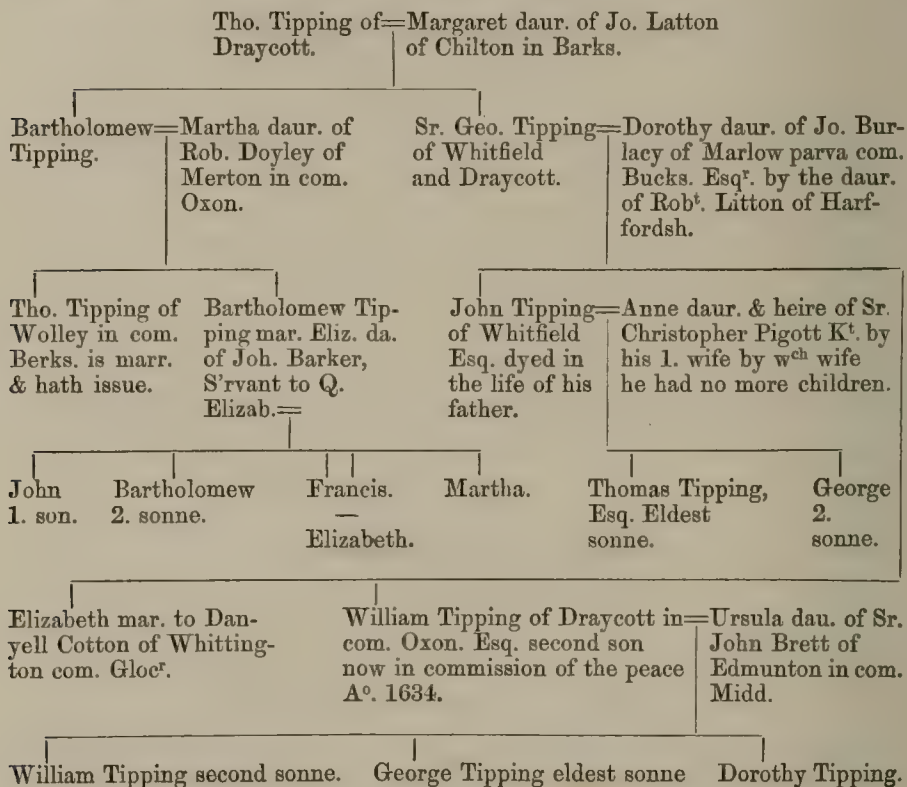 Tho. Tipping of=Margaret daur. of Jo. Latton
Draycott. of Chilton in Barks.
Bartholomew=Martha daur. of
Tipping. Rob. Doyley of
Merton in com.
Oxon.
Sr. Geo. Tipping=Dorothy daur. of Jo. Bur-
of Whitfield lacy of Marlow parva com.
and Draycott. Bucks. Esqʳ. by the daur.
of Robᵗ. Litton of Harf-
fordsh.
Tho. Tipping of
Wolley in com.
Berks. is marr.
& hath issue.
Bartholomew Tip-
ping mar. Eliz. da.
of Joh. Barker,
S'rvant to Q.
Elizab.=
John Tipping=Anne daur. & heire of Sr.
of Whitfield Christopher Pigott Kᵗ. by
Esq. dyed in his 1. wife by wᶜʰ wife
the life of his he had no more children.
father.
John
1. son.
Bartholomew
2. sonne.
Francis.
—
Elizabeth.
Martha.
Thomas Tipping,
Esq. Eldest
sonne.
George
2.
sonne.
Elizabeth mar. to Dan-
yell Cotton of Whitting-
ton com. Glocʳ.
William Tipping of Draycott in=Ursula dau. of Sr.
com. Oxon. Esq. second son John Brett of
now in commission of the peace Edmunton in com.
Aᵒ. 1634. Midd.
William Tipping second sonne. George Tipping eldest sonne Dorothy Tipping.